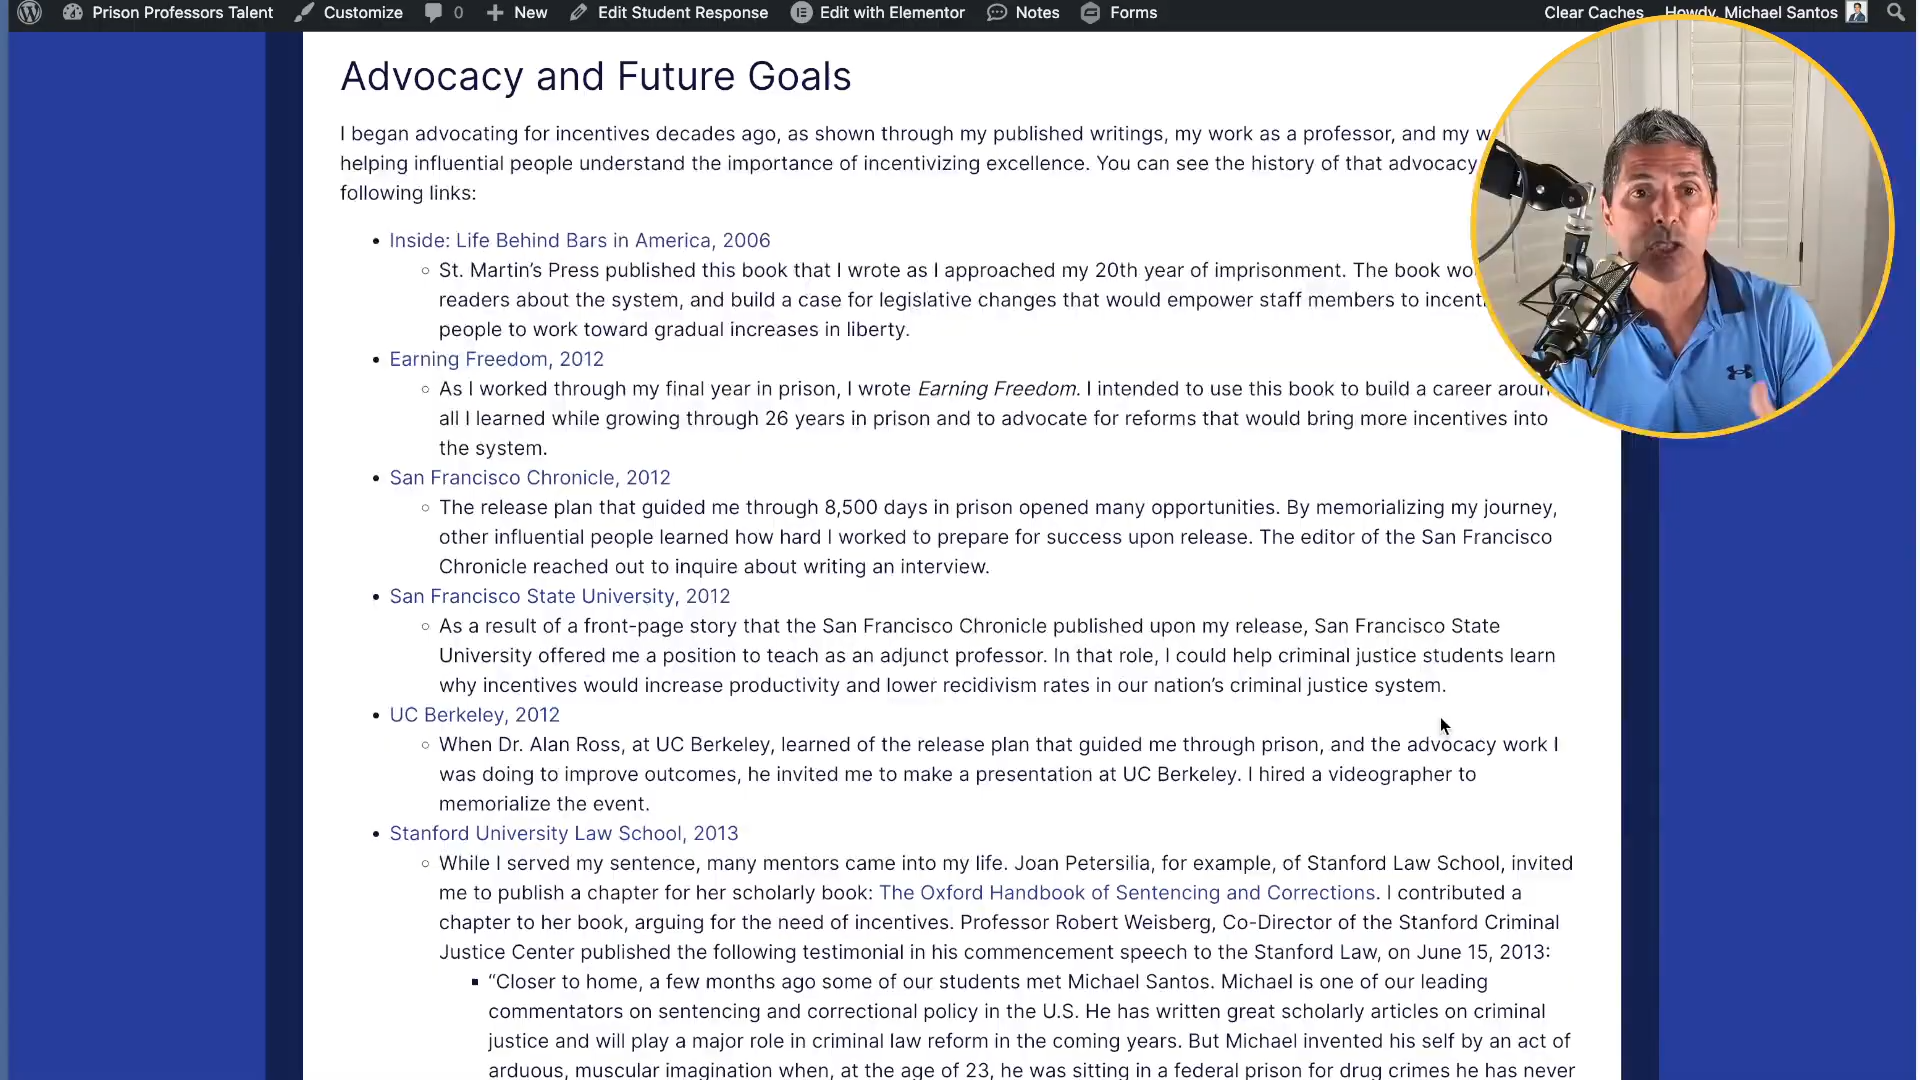 Prison Professors Talent Customize 0 New Edit Student Response Edit with Elementor Notes Forms Clear Caches Howdy, Michael Santos
Advocacy and Future Goals
I began advocating for incentives decades ago, as shown through my published writings, my work as a professor, and my w
helping influential people understand the importance of incentivizing excellence. You can see the history of that advocacy
following links:
• Inside: Life Behind Bars in America, 2006
○ St. Martin’s Press published this book that I wrote as I approached my 20th year of imprisonment. The book wo
readers about the system, and build a case for legislative changes that would empower staff members to incent
people to work toward gradual increases in liberty.
• Earning Freedom, 2012
○ As I worked through my final year in prison, I wrote Earning Freedom. I intended to use this book to build a career aroun
all I learned while growing through 26 years in prison and to advocate for reforms that would bring more incentives into
the system.
• San Francisco Chronicle, 2012
○ The release plan that guided me through 8,500 days in prison opened many opportunities. By memorializing my journey,
other influential people learned how hard I worked to prepare for success upon release. The editor of the San Francisco
Chronicle reached out to inquire about writing an interview.
• San Francisco State University, 2012
○ As a result of a front-page story that the San Francisco Chronicle published upon my release, San Francisco State
University offered me a position to teach as an adjunct professor. In that role, I could help criminal justice students learn
why incentives would increase productivity and lower recidivism rates in our nation’s criminal justice system.
• UC Berkeley, 2012
○ When Dr. Alan Ross, at UC Berkeley, learned of the release plan that guided me through prison, and the advocacy work I
was doing to improve outcomes, he invited me to make a presentation at UC Berkeley. I hired a videographer to
memorialize the event.
• Stanford University Law School, 2013
○ While I served my sentence, many mentors came into my life. Joan Petersilia, for example, of Stanford Law School, invited
me to publish a chapter for her scholarly book: The Oxford Handbook of Sentencing and Corrections. I contributed a
chapter to her book, arguing for the need of incentives. Professor Robert Weisberg, Co-Director of the Stanford Criminal
Justice Center published the following testimonial in his commencement speech to the Stanford Law, on June 15, 2013:
▪ “Closer to home, a few months ago some of our students met Michael Santos. Michael is one of our leading
commentators on sentencing and correctional policy in the U.S. He has written great scholarly articles on criminal
justice and will play a major role in criminal law reform in the coming years. But Michael invented his self by an act of
arduous, muscular imagination when, at the age of 23, he was sitting in a federal prison for drug crimes he has never